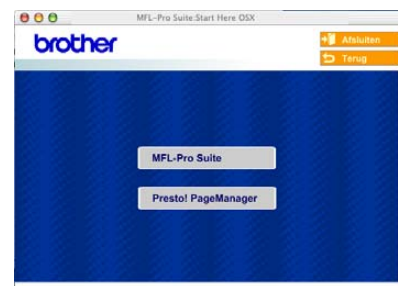 MFL-Pro Suite:Start Here OSX
brother
Afsluiten
Terug
MFL-Pro Suite
Presto! PageManager